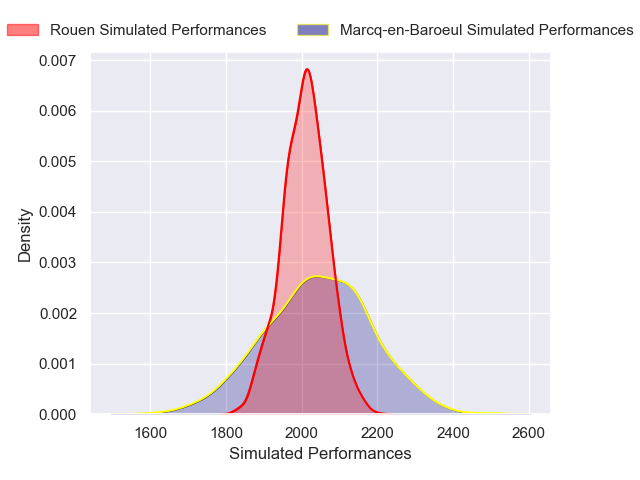 Rouen Simulated Performances
Marcq-en-Baroeul Simulated Performances
0.007
0.006
0.005
0.004
0.003
0.002
0.001
0.000
Density
1600 1800 2000 2200 2400 2600
Simulated Performances